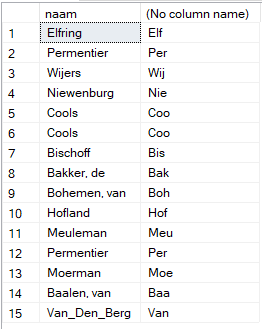 naam (No column name)
1 Elfring Elf
2 Permentier Per
3 Wijers Wij
4 Niewenburg Nie
5 Cools Coo
6 Cools Coo
7 Bischoff Bis
8 Bakker, de Bak
9 Bohemen, van Boh
10 Hofland Hof
11 Meuleman Meu
12 Permentier Per
13 Moerman Moe
14 Baalen, van Baa
15 Van_Den_Berg Van